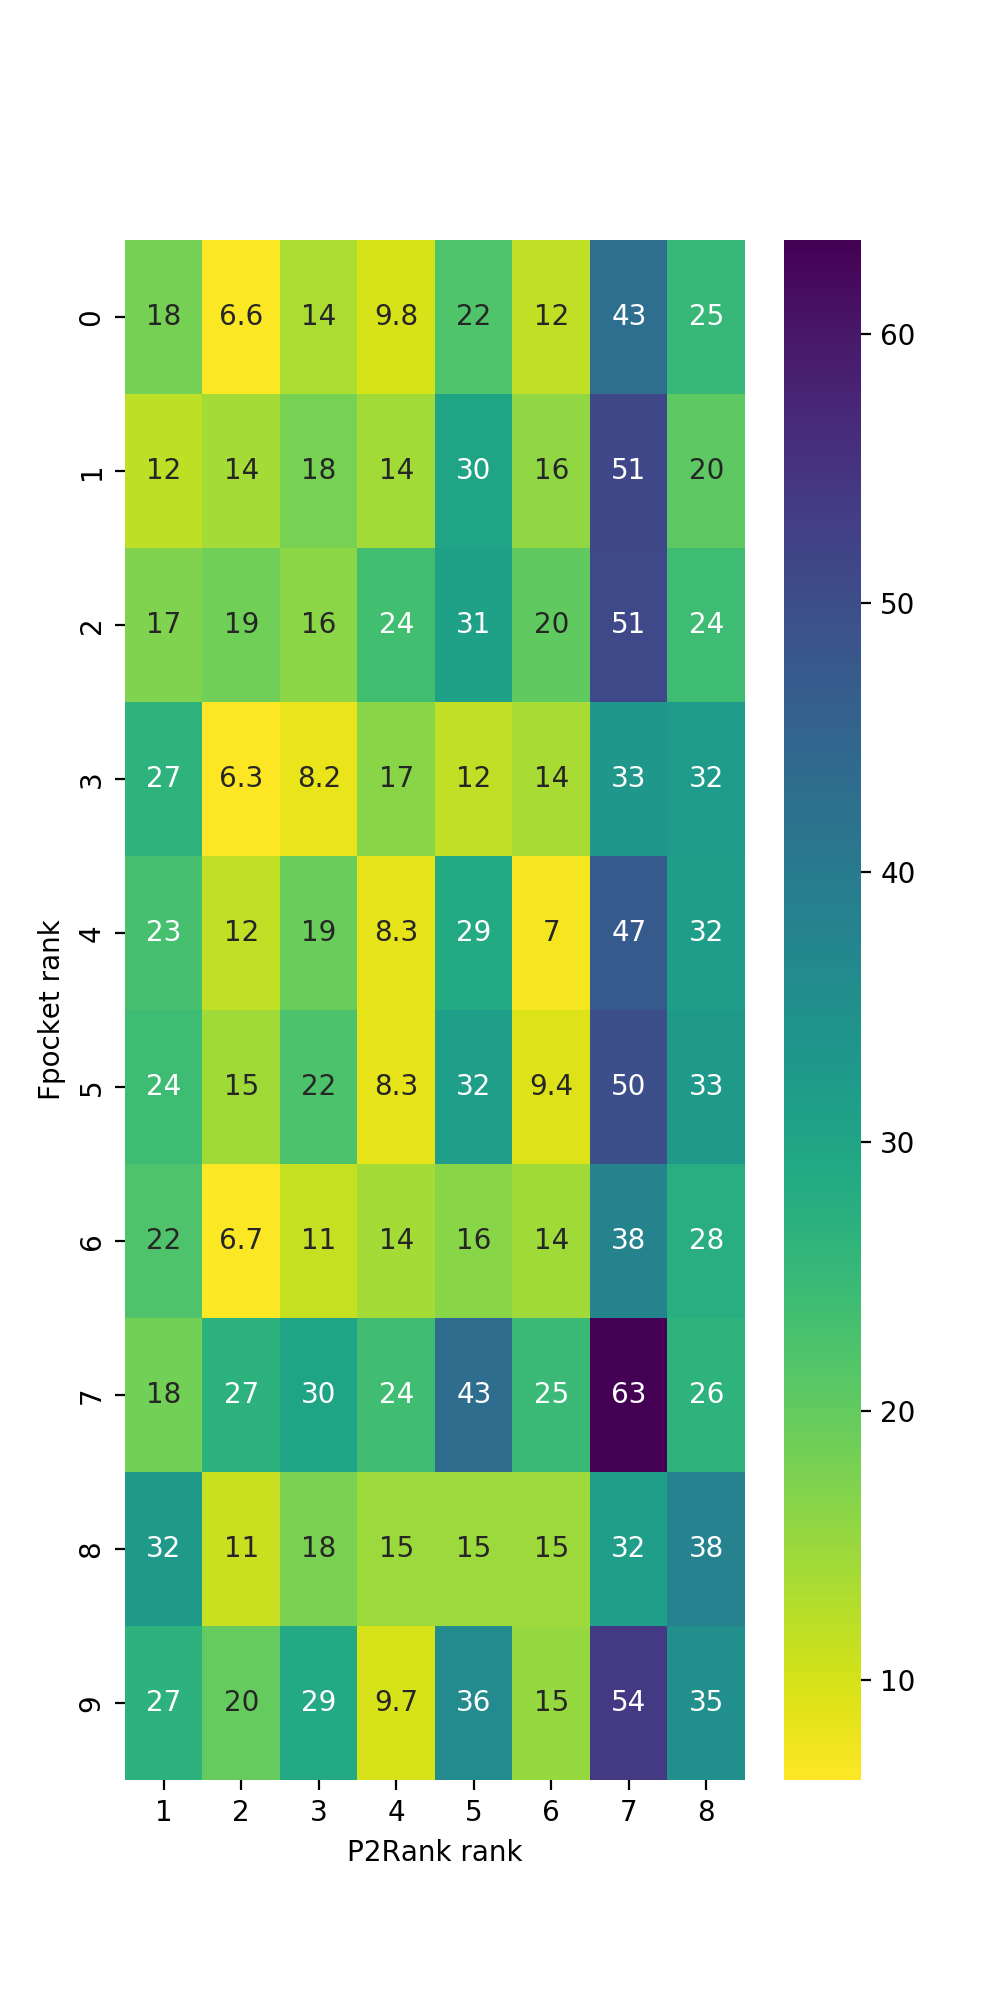 0 18 6.6 14 9.8 22 12 43 25
1 12 14 18 14 30 16 51 20
2 17 19 16 24 31 20 51 24
3 27 6.3 8.2 17 12 14 33 32
4 23 12 19 8.3 29 7 47 32
5 24 15 22 8.3 32 9.4 50 33
6 22 6.7 11 14 16 14 38 28
7 18 27 30 24 43 25 63 26
8 32 11 18 15 15 15 32 38
9 27 20 29 9.7 36 15 54 35
1 2 3 4 5 6 7 8
P2Rank rank
Fpocket rank
60
50
40
30
20
10